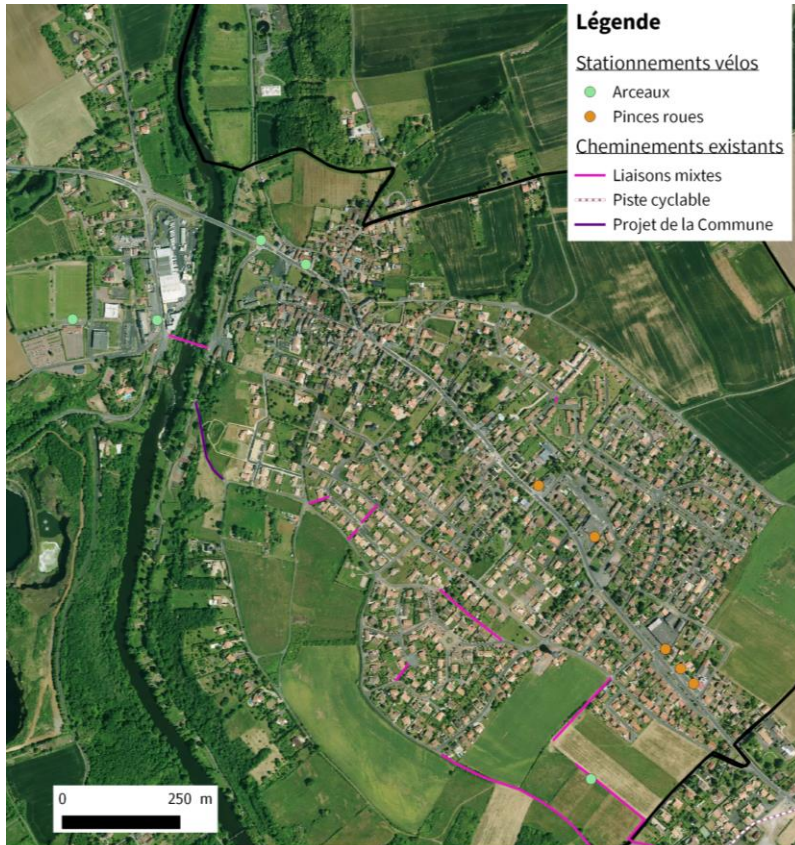 Légende
Stationnements vélos
Arceaux
Pinces roues
Cheminements existants
Liaisons mixtes
Piste cyclable
Projet de la Commune
0 250 m